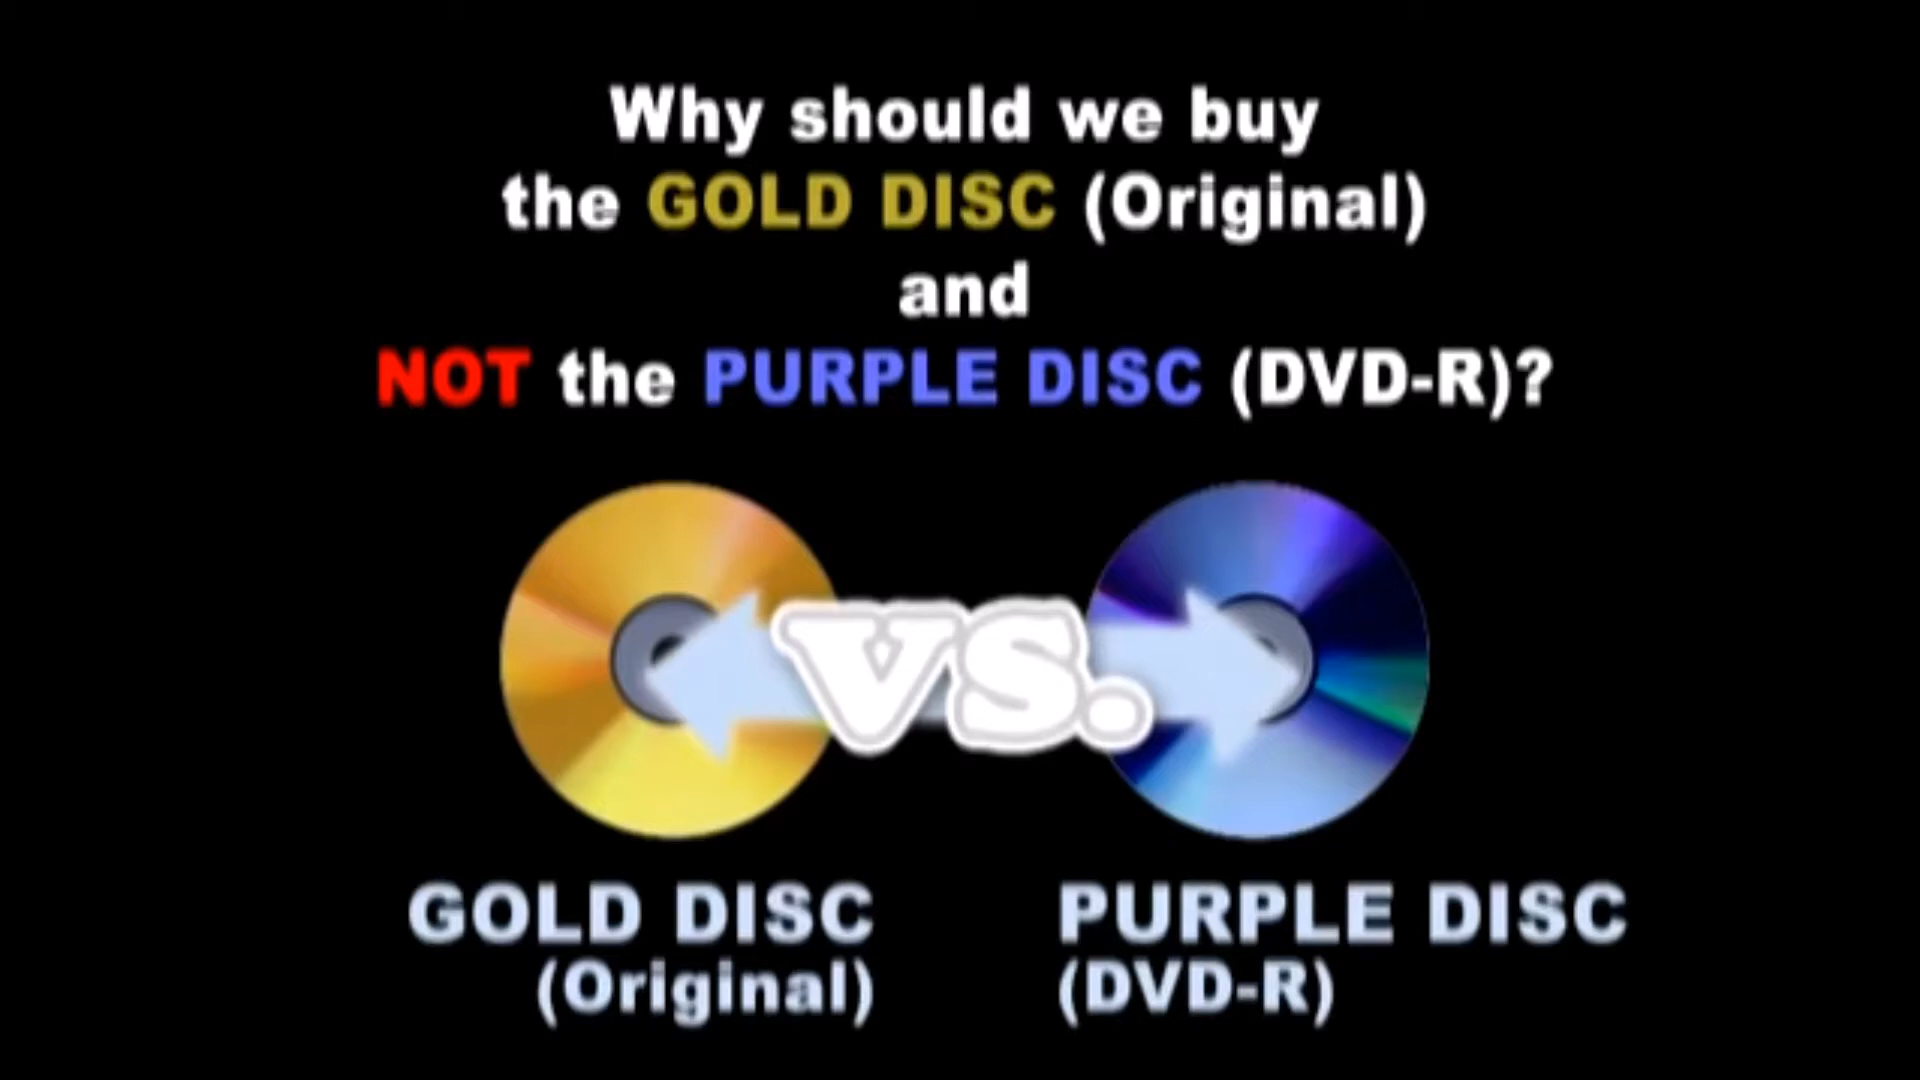 Why should we buy
the GOLD DISC (Original)
and
NOT the PURPLE DISC (DVD-R)?
VS.
GOLD DISC
(Original)
PURPLE DISC
(DVD-R)